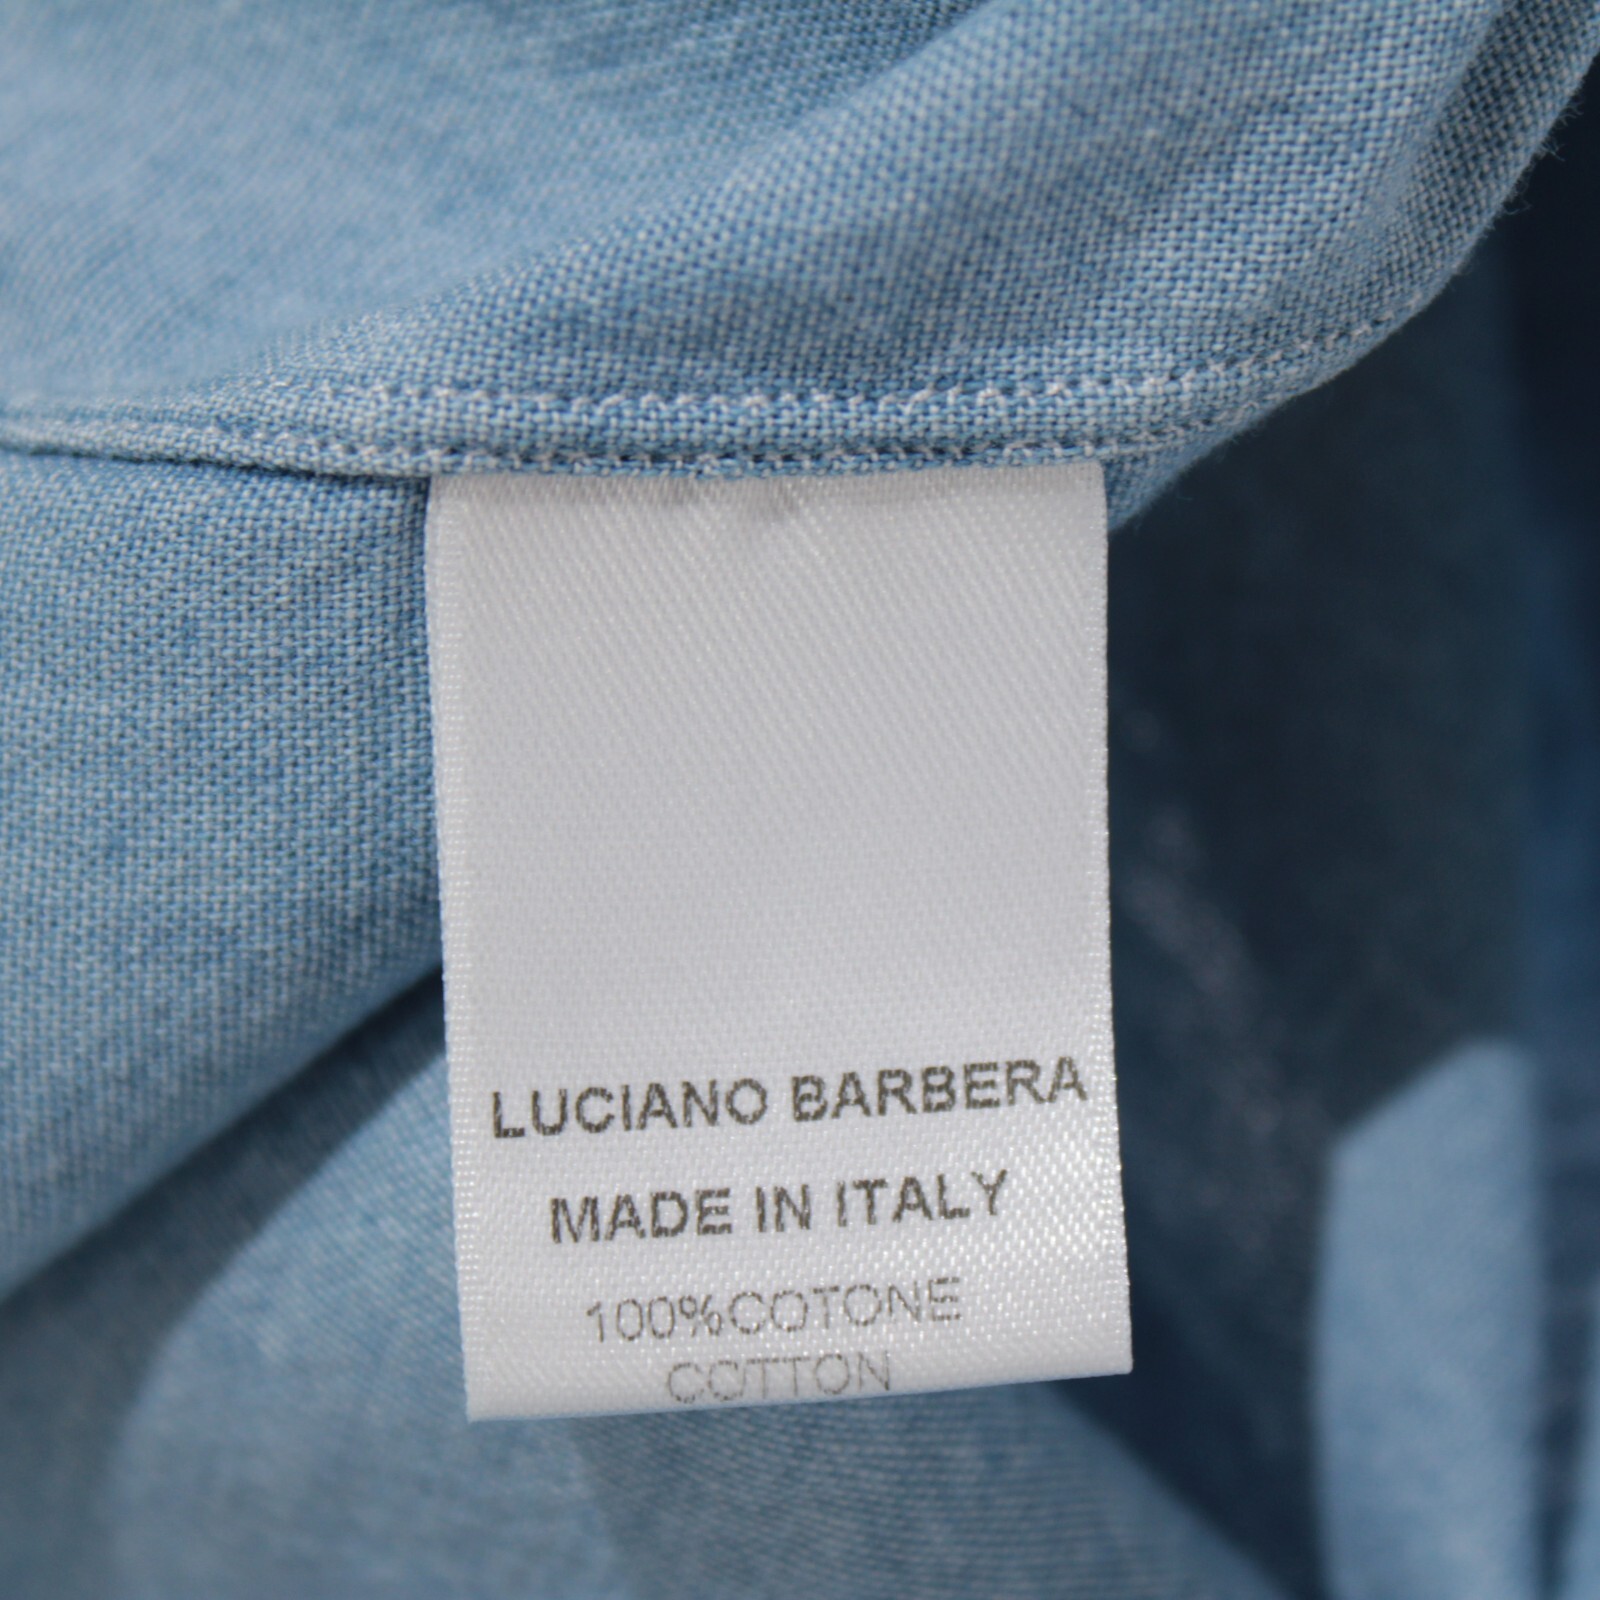 LUCIANO BARBERA
MADE IN ITALY
100%COTONE
COTTON